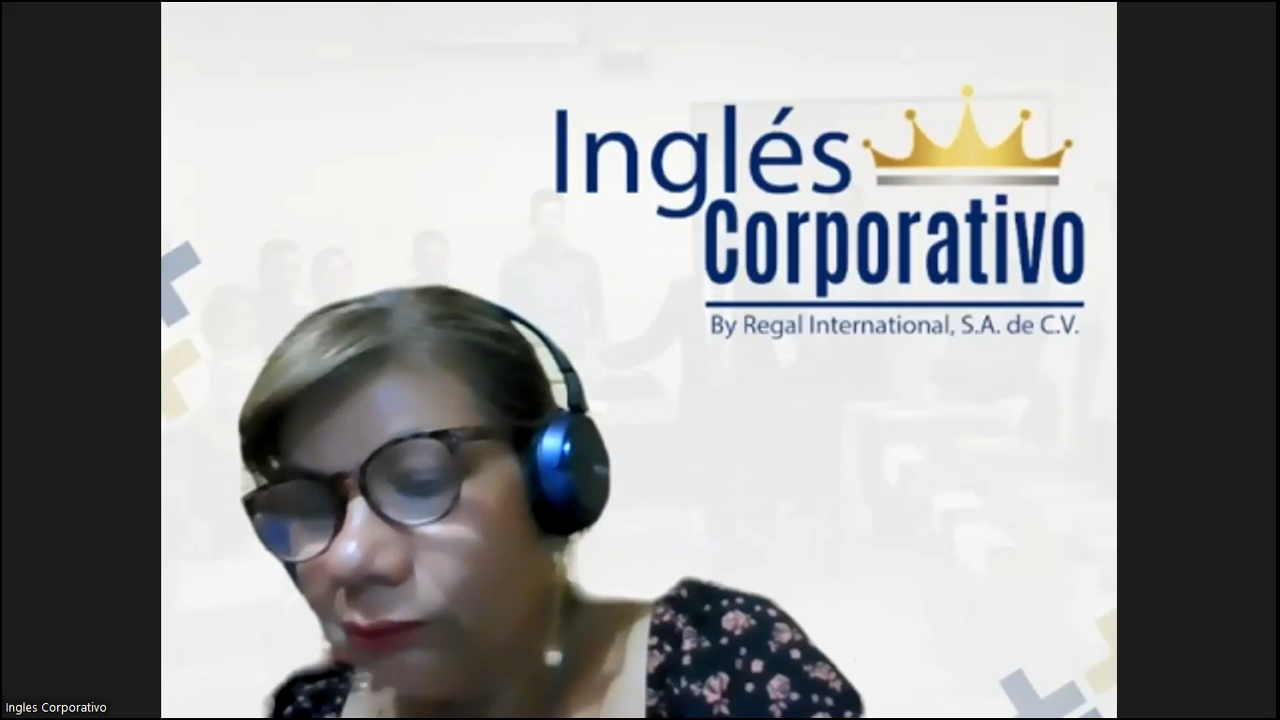 Inglés
Corporativo
By Regal International, S.A. de C.V.
Ingles Corporativo